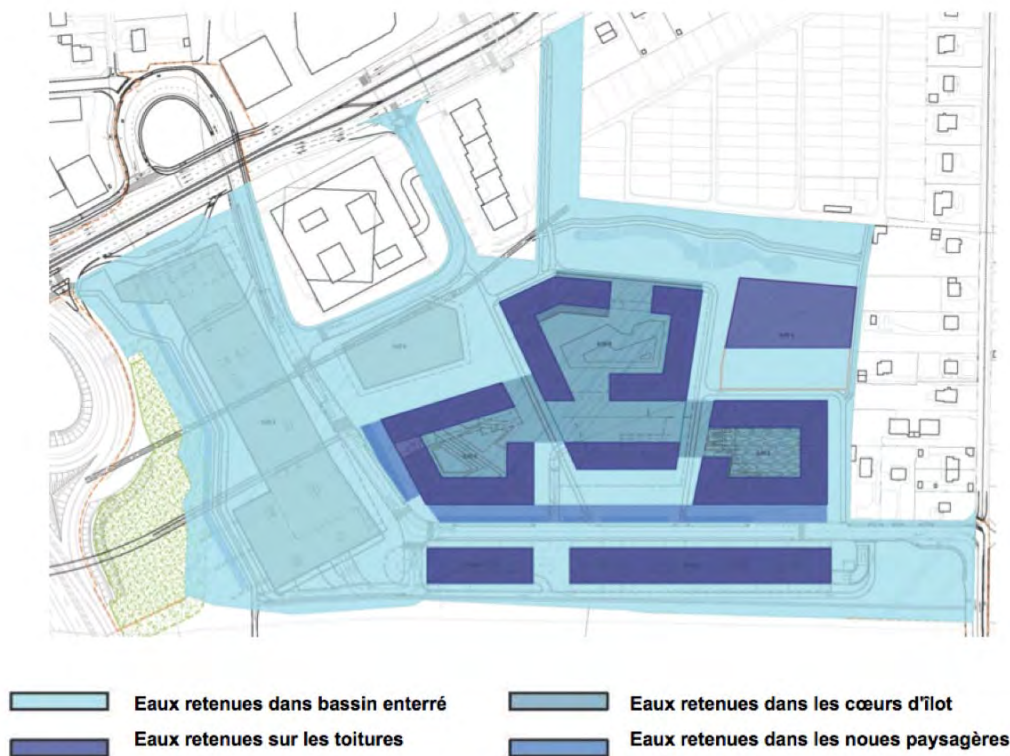 Eaux retenues dans bassin enterré
Eaux retenues dans les cœurs d'îlot
Eaux retenues sur les toitures
Eaux retenues dans les noues paysagères